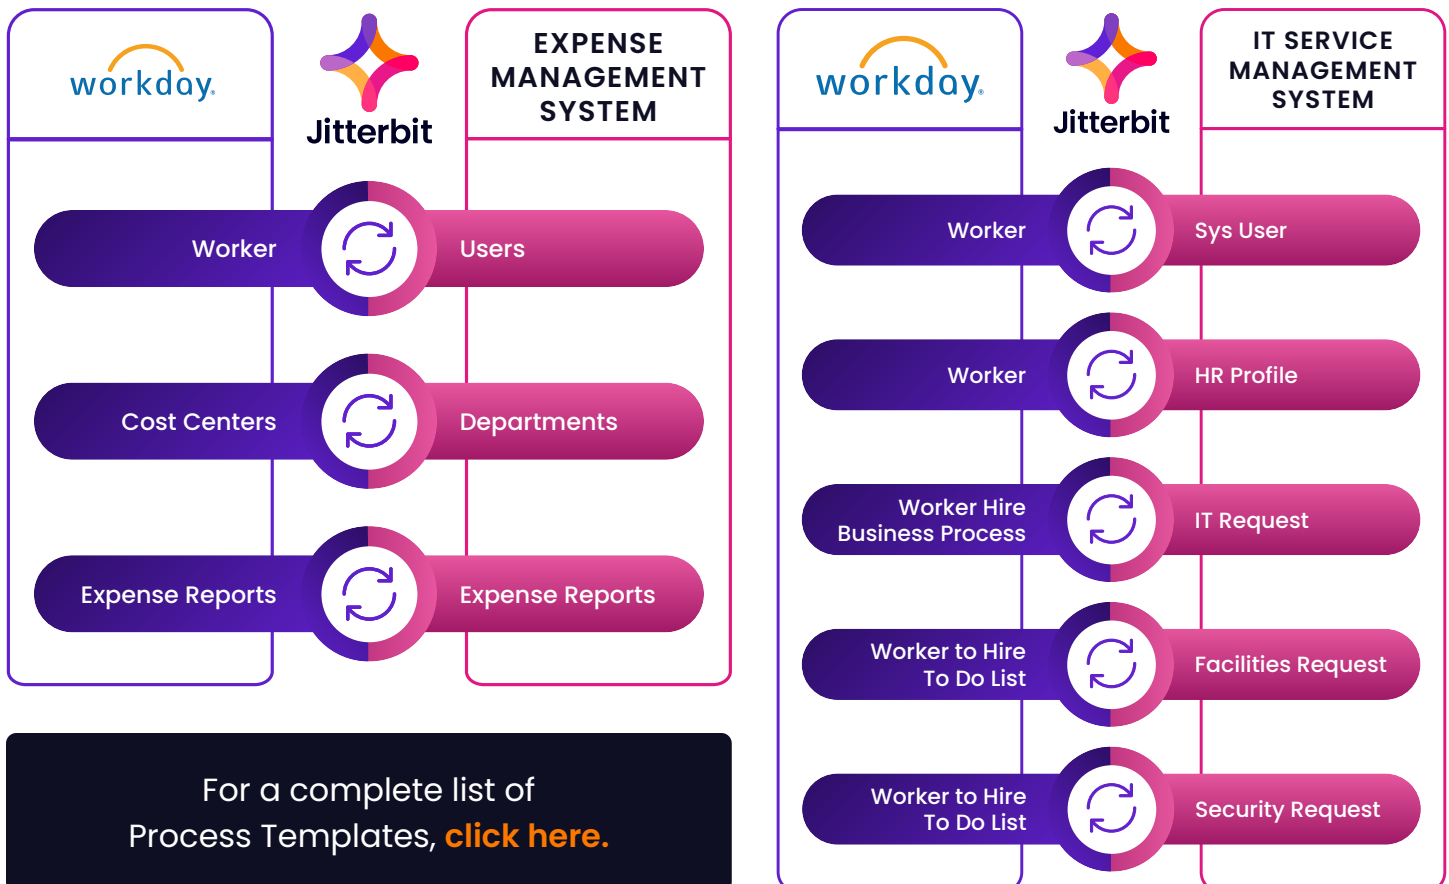 workday®
Jitterbit
EXPENSE
MANAGEMENT
SYSTEM
Worker
Users
Cost Centers
Departments
Expense Reports
Expense Reports
For a complete list of
Process Templates, click here.
workday®
Jitterbit
IT SERVICE
MANAGEMENT
SYSTEM
Worker
Sys User
Worker
HR Profile
Worker Hire
Business Process
IT Request
Worker to Hire
To Do List
Facilities Request
Worker to Hire
To Do List
Security Request